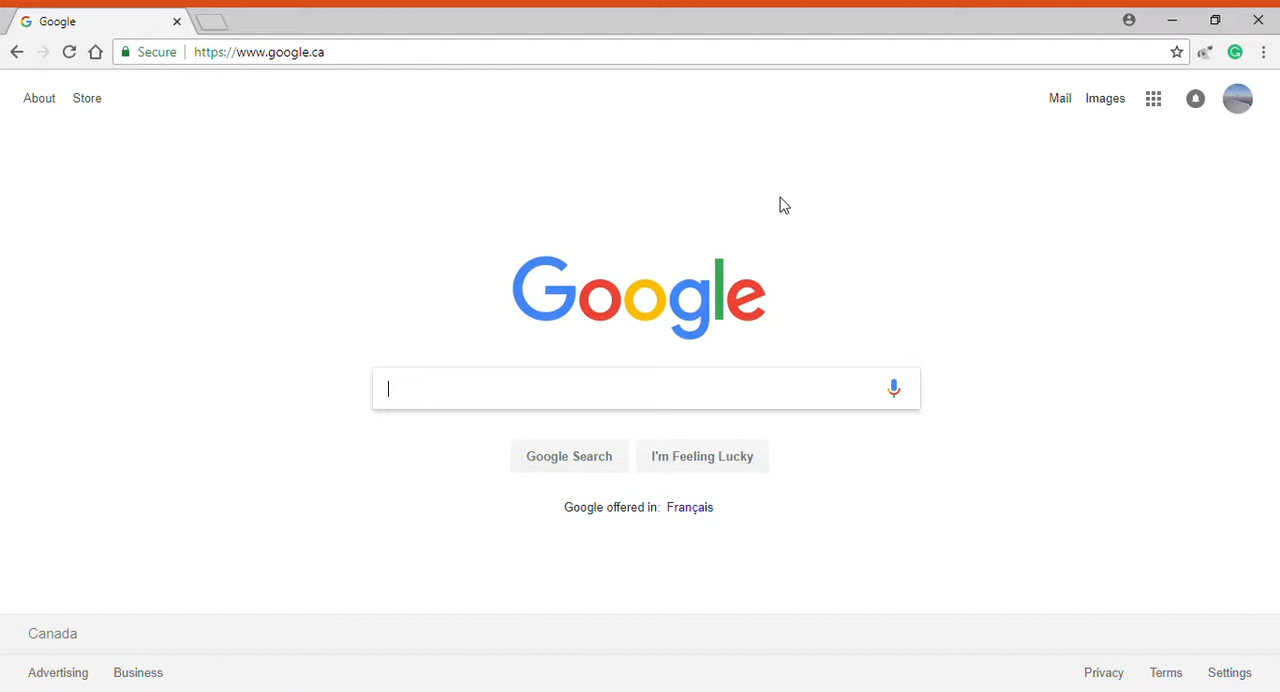 Google
Secure https://www.google.ca
About Store
Mail Images
Google
Google Search I'm Feeling Lucky
Google offered in: Français
Canada
Advertising Business
Privacy Terms Settings